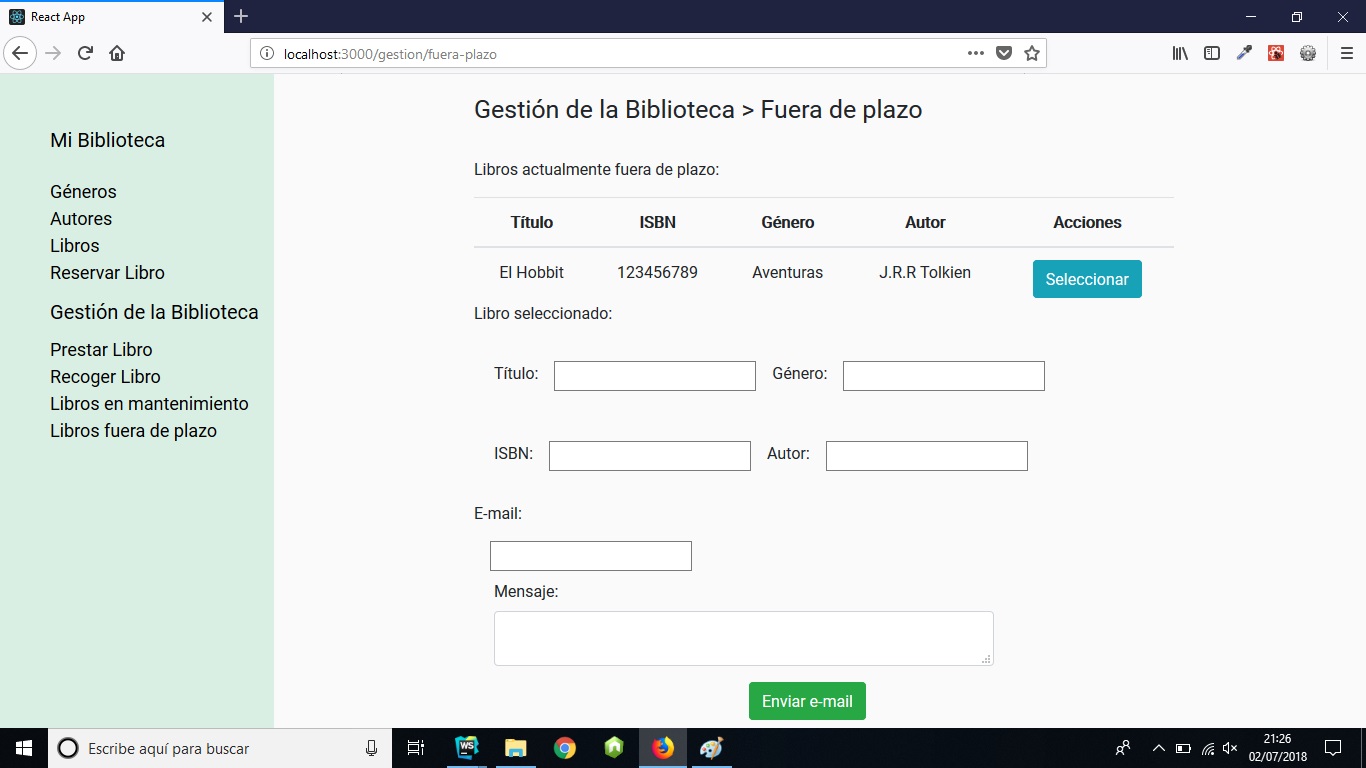 React App
localhost:3000/gestion/fuera-plazo
Mi Biblioteca
Géneros
Autores
Libros
Reservar Libro
Gestión de la Biblioteca
Prestar Libro
Recoger Libro
Libros en mantenimiento
Libros fuera de plazo
Gestión de la Biblioteca > Fuera de plazo
Libros actualmente fuera de plazo:
Título ISBN Género Autor Acciones
El Hobbit 123456789 Aventuras J.R.R Tolkien Seleccionar
Libro seleccionado:
Título: Género:
ISBN: Autor:
E-mail:
Mensaje:
Enviar e-mail
Escribe aquí para buscar
WS
21:26
02/07/2018